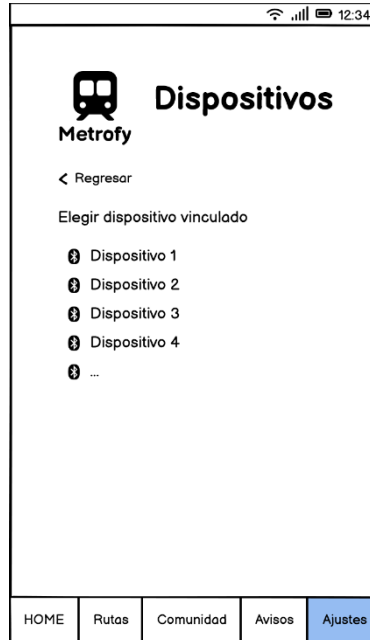 12:34
Dispositivos
Metrofy
Regresar
Elegir dispositivo vinculado
Dispositivo 1
Dispositivo 2
Dispositivo 3
Dispositivo 4
...
HOME Rutas Comunidad Avisos Ajustes